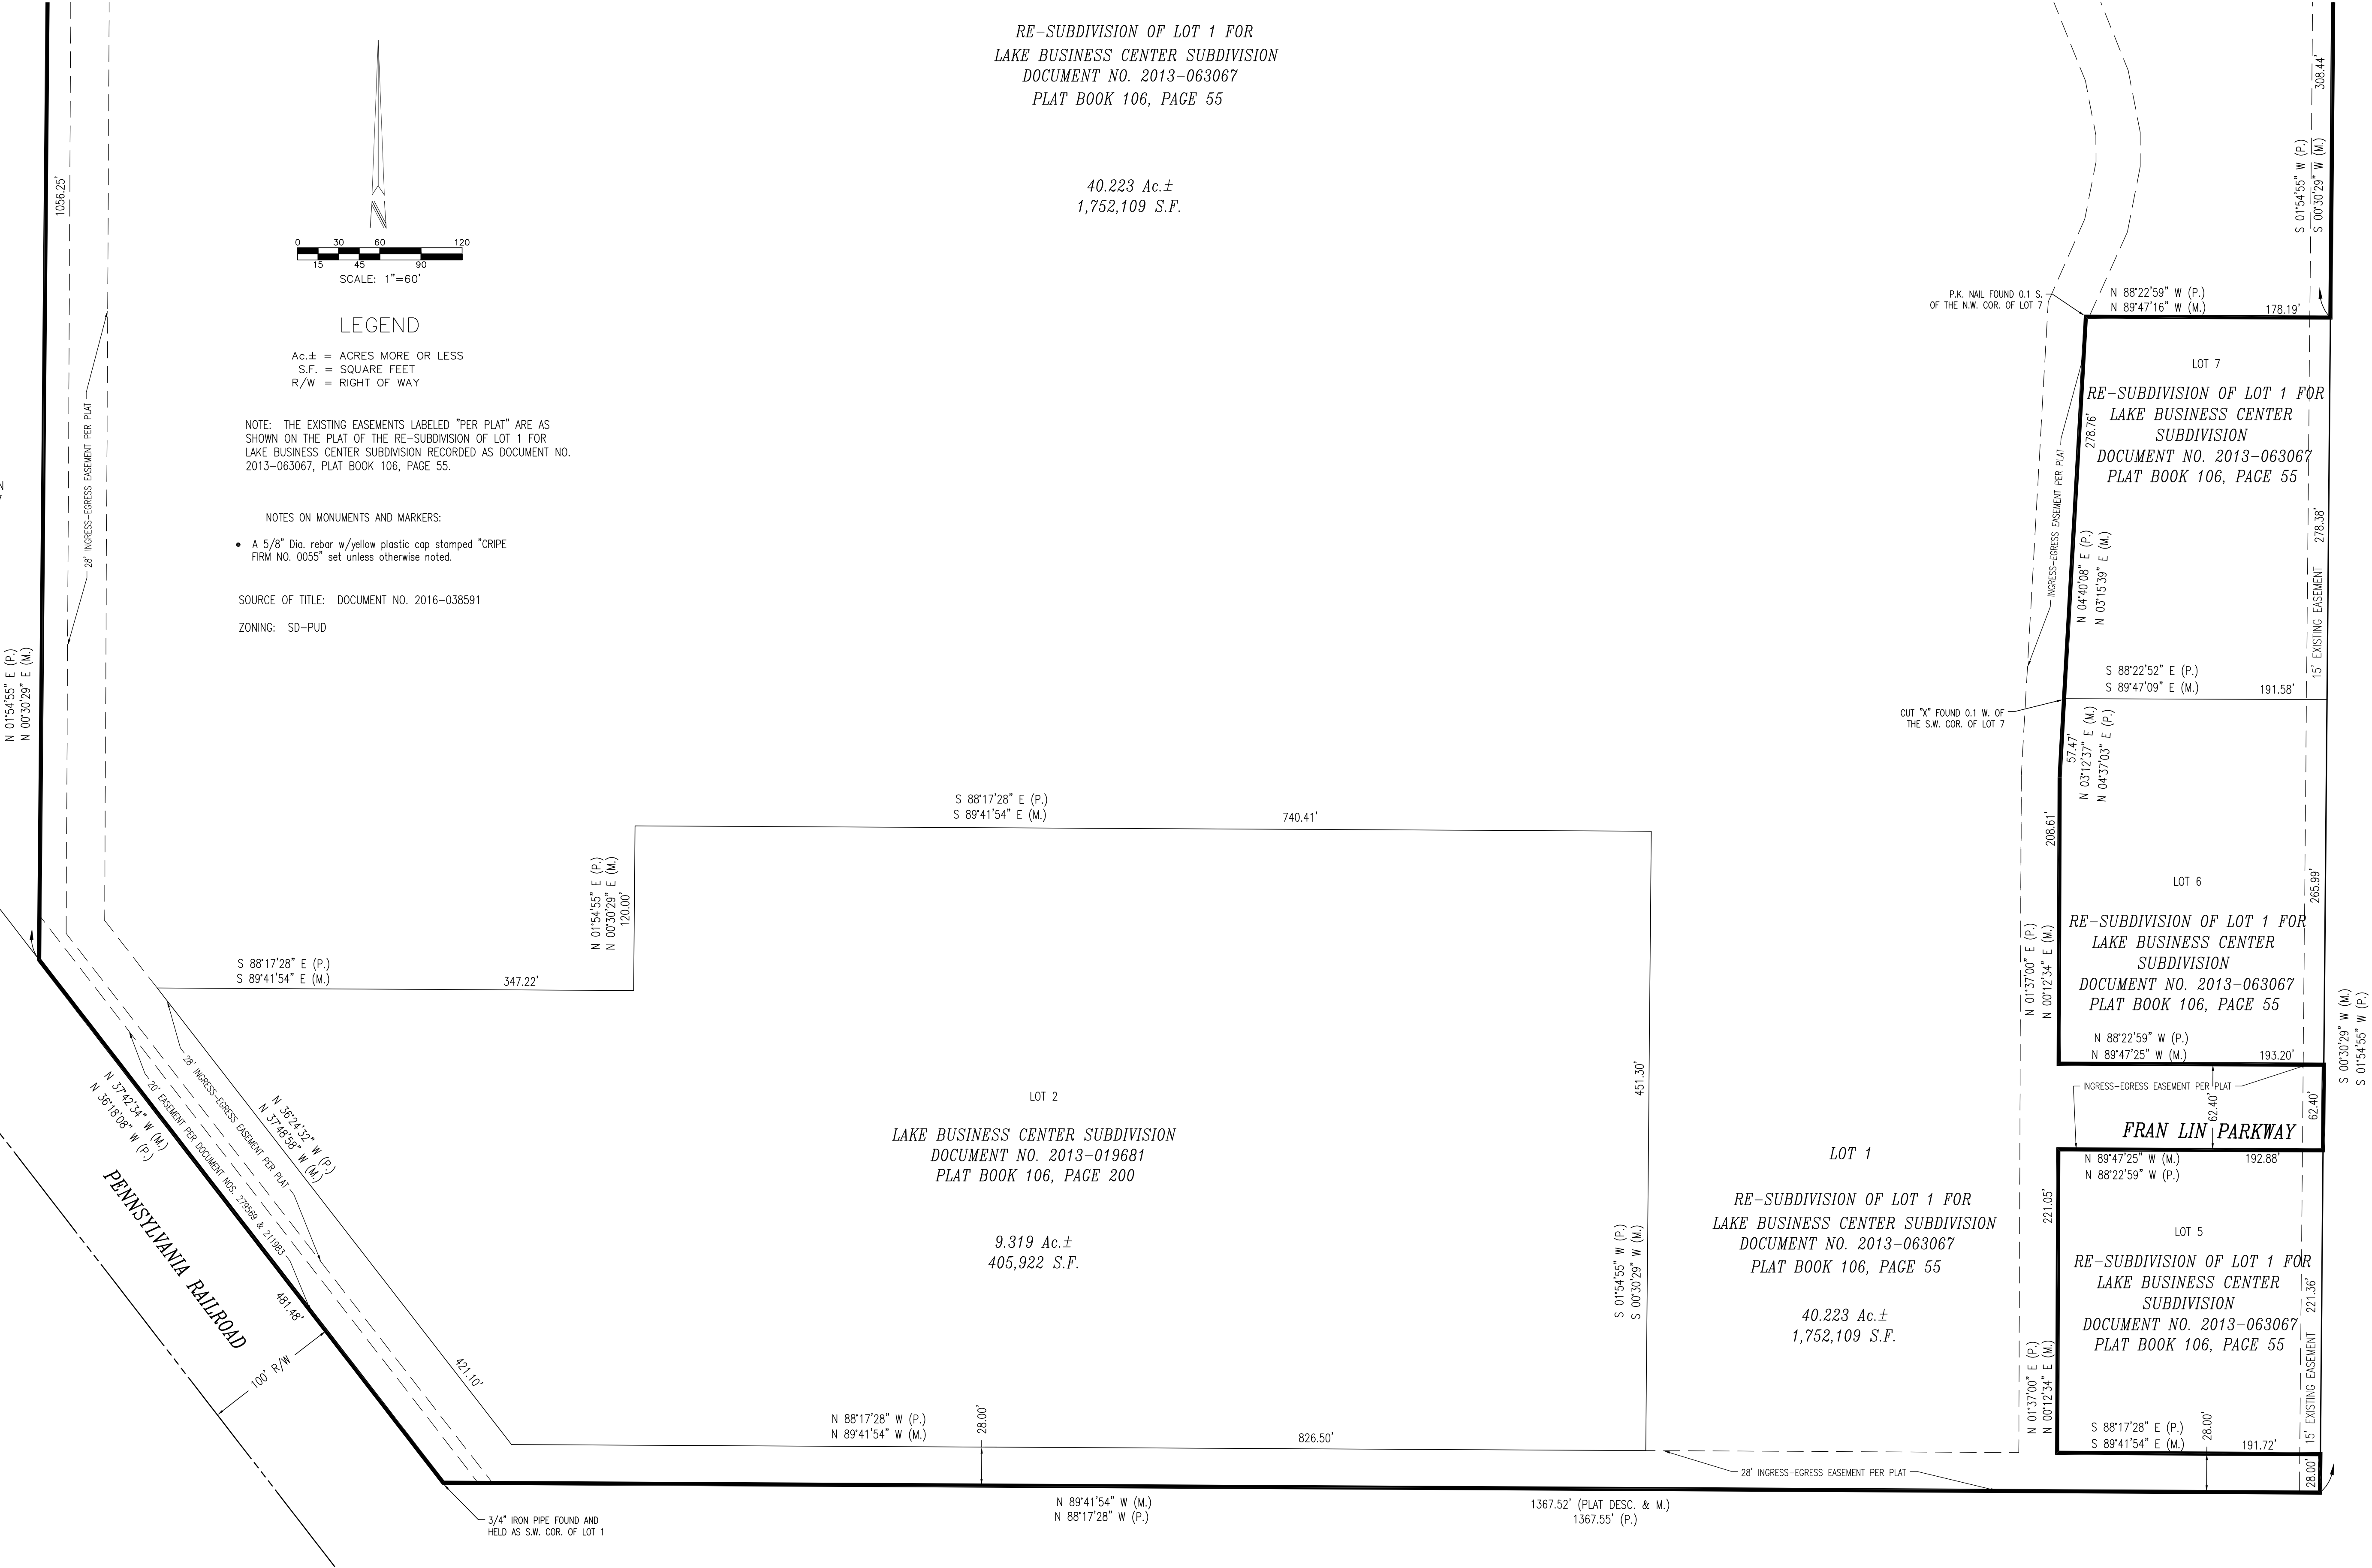 RE-SUBDIVISION OF LOT 1 FOR
LAKE BUSINESS CENTER SUBDIVISION
DOCUMENT NO. 2013-063067
PLAT BOOK 106, PAGE 55
40.223 Ac.±
1,752,109 S.F.
1056.25'
N
0 30 60 120
15 45 90
SCALE: 1"=60'
LEGEND
Ac.± = ACRES MORE OR LESS
S.F. = SQUARE FEET
R/W = RIGHT OF WAY
NOTE: THE EXISTING EASEMENTS LABELED "PER PLAT" ARE AS
SHOWN ON THE PLAT OF THE RE-SUBDIVISION OF LOT 1 FOR
LAKE BUSINESS CENTER SUBDIVISION RECORDED AS DOCUMENT NO.
2013-063067, PLAT BOOK 106, PAGE 55.
NOTES ON MONUMENTS AND MARKERS:
• A 5/8" Dia. rebar w/yellow plastic cap stamped "CRIPE
FIRM NO. 0055" set unless otherwise noted.
SOURCE OF TITLE: DOCUMENT NO. 2016-038591
ZONING: SD-PUD
28' INGRESS-EGRESS EASEMENT PER PLAT
N 01°54'55" E (P.)
N 00°30'29" E (M.)
308.44'
S 01°54'55" W (P.)
S 00°30'29" W (M.)
P.K. NAIL FOUND 0.1 S.
OF THE N.W. COR. OF LOT 7
N 88°22'59" W (P.)
N 89°47'16" W (M.)
178.19'
LOT 7
RE-SUBDIVISION OF LOT 1 FOR
LAKE BUSINESS CENTER
SUBDIVISION
DOCUMENT NO. 2013-063067
PLAT BOOK 106, PAGE 55
278.76'
INGRESS-EGRESS EASEMENT PER PLAT
N 04°40'08" E (P.)
N 03°15'39" E (M.)
278.38'
15' EXISTING EASEMENT
S 88°22'52" E (P.)
S 89°47'09" E (M.)
191.58'
CUT "X" FOUND 0.1 W. OF
THE S.W. COR. OF LOT 7
57.47'
N 03°12'37" E (M.)
N 04°37'03" E (P.)
208.61'
265.99'
LOT 6
RE-SUBDIVISION OF LOT 1 FOR
LAKE BUSINESS CENTER
SUBDIVISION
DOCUMENT NO. 2013-063067
PLAT BOOK 106, PAGE 55
N 01°37'00" E (P.)
N 00°12'34" E (M.)
S 00°30'29" W (M.)
S 01°54'55" W (P.)
N 88°22'59" W (P.)
N 89°47'25" W (M.)
193.20'
INGRESS-EGRESS EASEMENT PER PLAT
62.40'
62.40'
FRAN LIN PARKWAY
N 89°47'25" W (M.)
N 88°22'59" W (P.)
192.88'
221.05'
LOT 5
RE-SUBDIVISION OF LOT 1 FOR
LAKE BUSINESS CENTER
SUBDIVISION
DOCUMENT NO. 2013-063067
PLAT BOOK 106, PAGE 55
221.36'
15' EXISTING EASEMENT
N 01°37'00" E (P.)
N 00°12'34" E (M.)
S 88°17'28" E (P.)
S 89°41'54" E (M.)
191.72'
28.00'
28.00'
S 88°17'28" E (P.)
S 89°41'54" E (M.)
740.41'
N 01°54'55" E (P.)
N 00°30'29" E (M.)
120.00'
S 88°17'28" E (P.)
S 89°41'54" E (M.)
347.22'
451.30'
S 01°54'55" W (P.)
S 00°30'29" W (M.)
LOT 2
LAKE BUSINESS CENTER SUBDIVISION
DOCUMENT NO. 2013-019681
PLAT BOOK 106, PAGE 200
9.319 Ac.±
405,922 S.F.
LOT 1
RE-SUBDIVISION OF LOT 1 FOR
LAKE BUSINESS CENTER SUBDIVISION
DOCUMENT NO. 2013-063067
PLAT BOOK 106, PAGE 55
40.223 Ac.±
1,752,109 S.F.
N 37°42'34" W (M.)
N 36°18'08" W (P.)
20' EASEMENT PER DOCUMENT NOS. 279569 & 211983
28' INGRESS-EGRESS EASEMENT PER PLAT
N 36°24'32" W (P.)
N 37°48'58" W (M.)
PENNSYLVANIA RAILROAD
481.48'
100' R/W
421.10'
N 88°17'28" W (P.)
N 89°41'54" W (M.)
28.00'
826.50'
28' INGRESS-EGRESS EASEMENT PER PLAT
N 89°41'54" W (M.)
N 88°17'28" W (P.)
1367.52' (PLAT DESC. & M.)
1367.55' (P.)
3/4" IRON PIPE FOUND AND
HELD AS S.W. COR. OF LOT 1